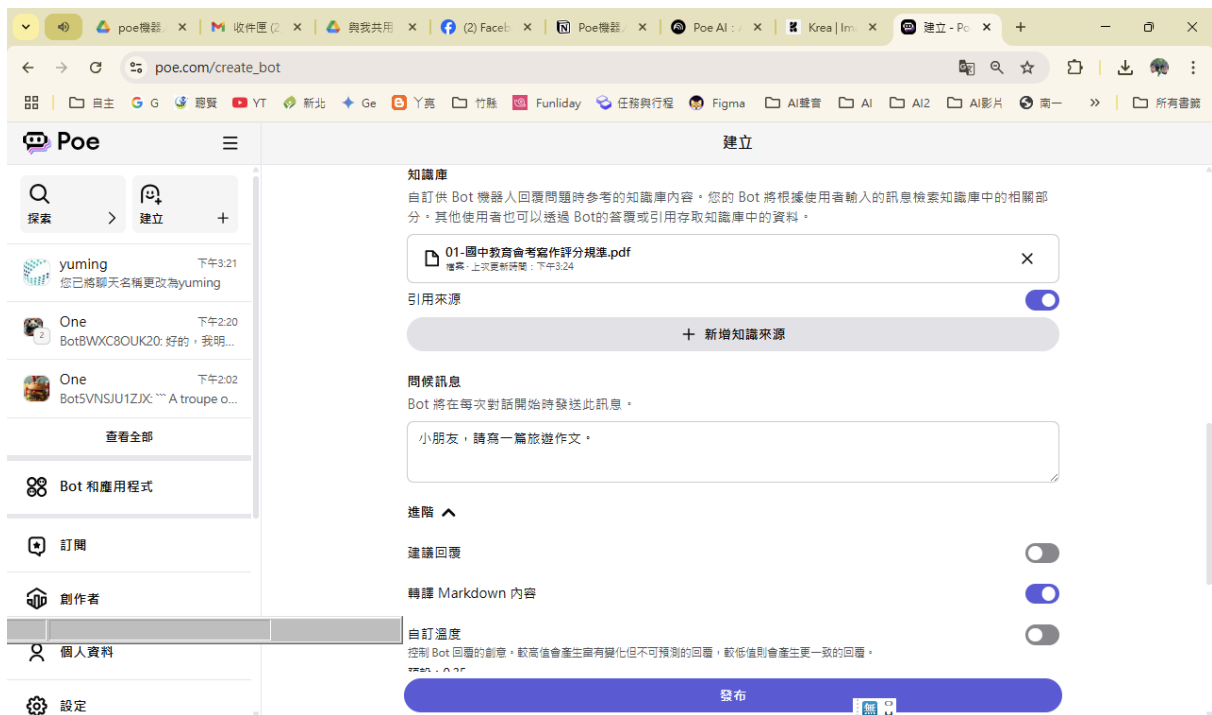 poe機器
收件匣 (2
與我共用
(2) Faceb
Poe機器
Poe AI :
Krea | Im
建立 - Po
poe.com/create_bot
自主
G
聰賢
YT
新北
Ge
丫亮
竹縣
Funliday
任務與行程
Figma
AI聲音
AI
AI2
AI影片
南一
所有書籤
Poe
建立
探索
建立
yuming 下午3:21
您已將聊天名稱更改為yuming
One 下午2:20
2
BotBWXC8OUK20: 好的，我明...
One 下午2:02
Bot5VNSJU1ZJX: ``` A troupe o...
查看全部
Bot 和應用程式
訂閱
創作者
個人資料
設定
知識庫
自訂供 Bot 機器人回覆問題時參考的知識庫內容。您的 Bot 將根據使用者輸入的訊息檢索知識庫中的相關部
分。其他使用者也可以透過 Bot的答覆或引用存取知識庫中的資料。
01-國中教育會考寫作評分規準.pdf
檔案 · 上次更新時間：下午3:24
引用來源
新增知識來源
問候訊息
Bot 將在每次對話開始時發送此訊息。
小朋友，請寫一篇旅遊作文。
進階
建議回覆
轉譯 Markdown 內容
自訂溫度
控制 Bot 回覆的創意。較高值會產生富有變化但不可預測的回覆，較低值則會產生更一致的回覆。
發布
無